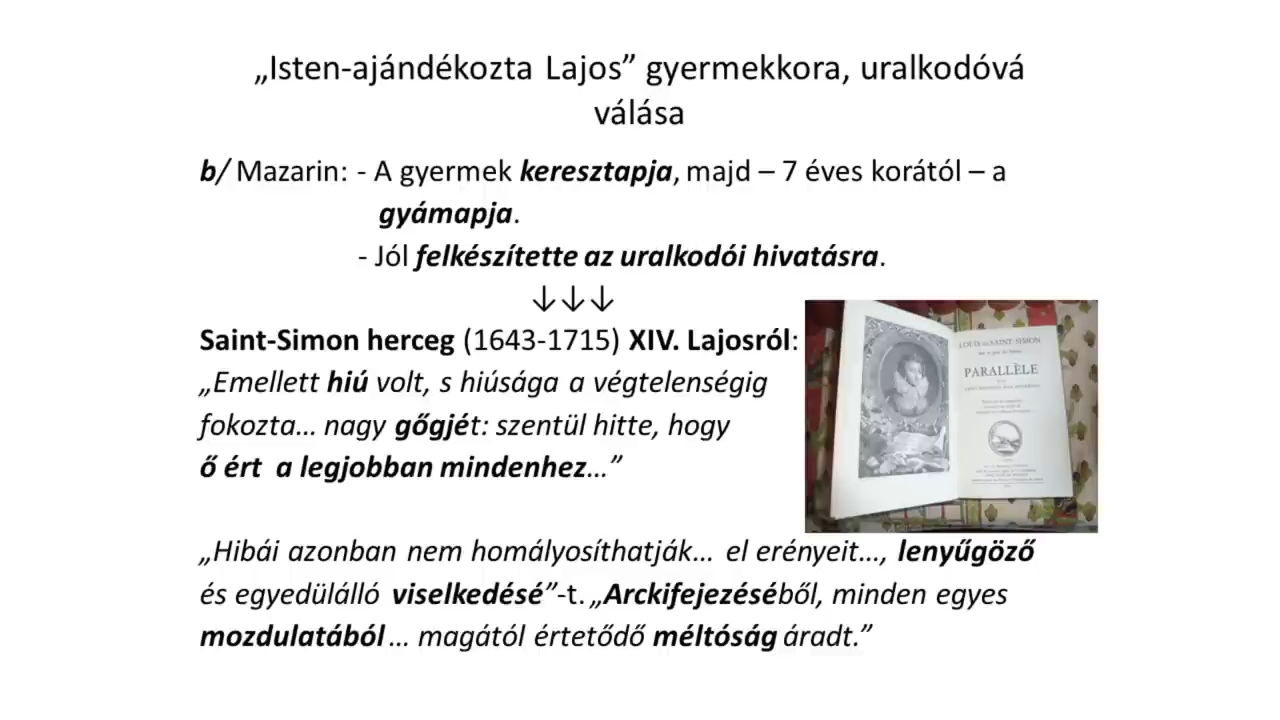 „Isten-ajándékozta Lajos” gyermekkora, uralkodóvá
válása
b/ Mazarin: - A gyermek keresztapja, majd – 7 éves korától – a
gyámapja.
- Jól felkészítette az uralkodói hivatásra.
↓↓↓
Saint-Simon herceg (1643-1715) XIV. Lajosról:
„Emellett hiú volt, s hiúsága a végtelenségig
fokozta… nagy gőgjét: szentül hitte, hogy
ő ért a legjobban mindenhez…”
LOUIS DE SAINT-SIMON
PARALLÈLE
„Hibái azonban nem homályosíthatják… el erényeit…, lenyűgöző
és egyedülálló viselkedésé”-t. „Arckifejezéséből, minden egyes
mozdulatából… magától értetődő méltóság áradt.”